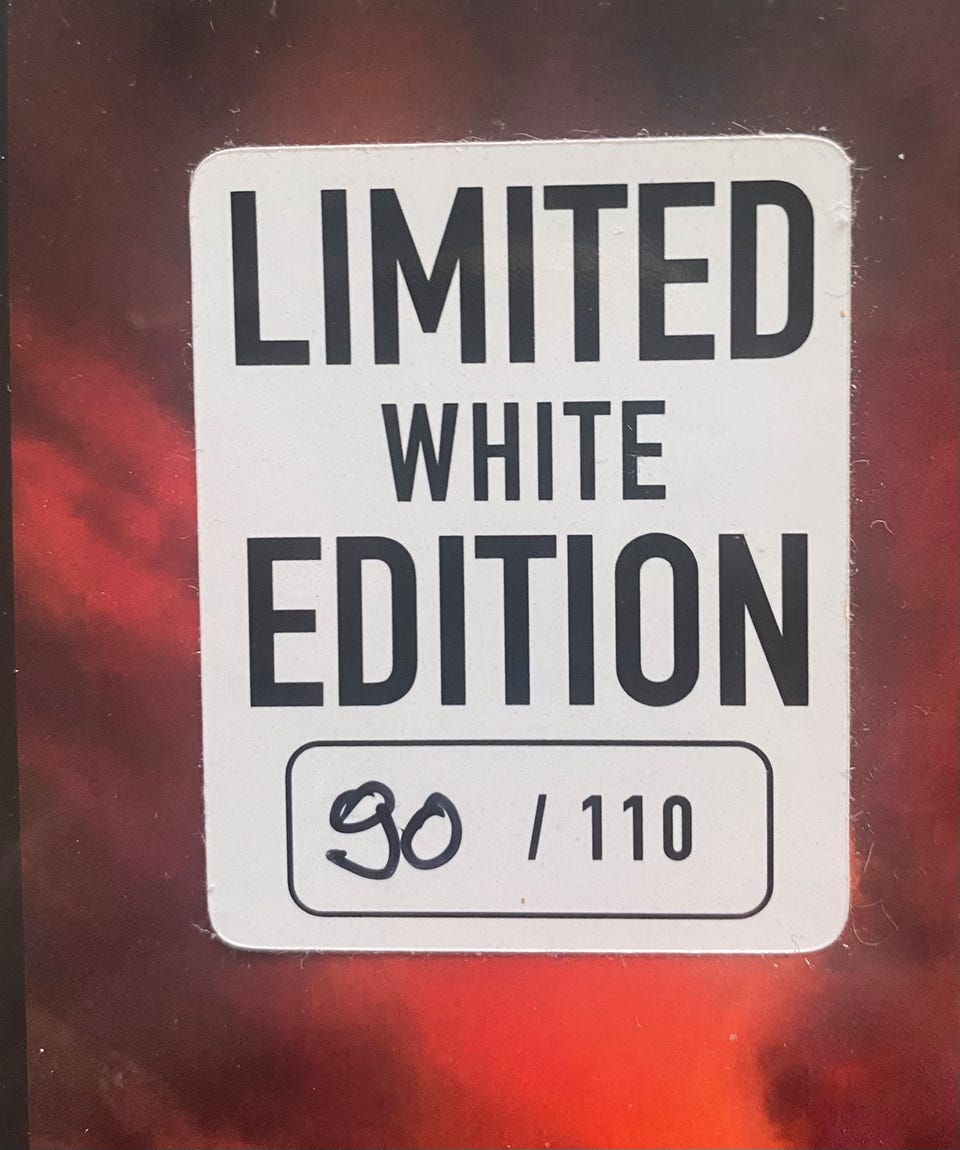 LIMITED
WHITE
EDITION
90 / 110